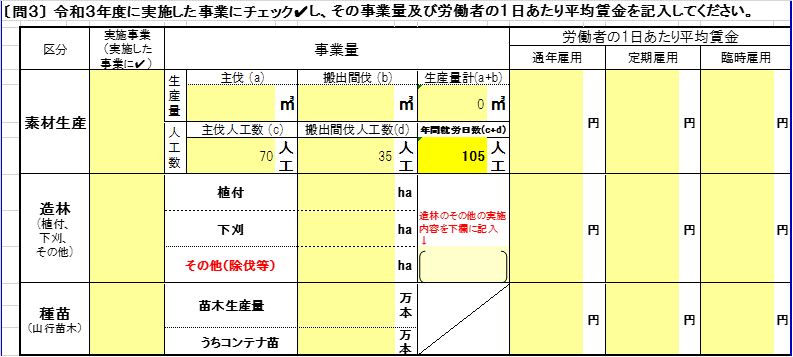 〔問３〕 令和３年度に実施した事業にチェック✔し、その事業量及び労働者の１日あたり平均賃金を記入してください。
区分
実施事業
（実施した
事業に✔）
事業量
労働者の１日あたり平均賃金
通年雇用
定期雇用
臨時雇用
素材生産
生産量
主伐（a）
搬出間伐（b）
生産量計(a+b)
㎥
㎥
0 ㎥
人工数
主伐人工数（c）
搬出間伐人工数(d)
年間就労日数(c+d)
70 人工
35 人工
105 人工
円
円
円
造林
（植付、
下刈、
その他）
植付
ha
下刈
ha
その他（除伐等）
ha
造林のその他の実施
内容を下欄に記入
↓
円
円
円
種苗
（山行苗木）
苗木生産量
万本
うちコンテナ苗
万本
円
円
円